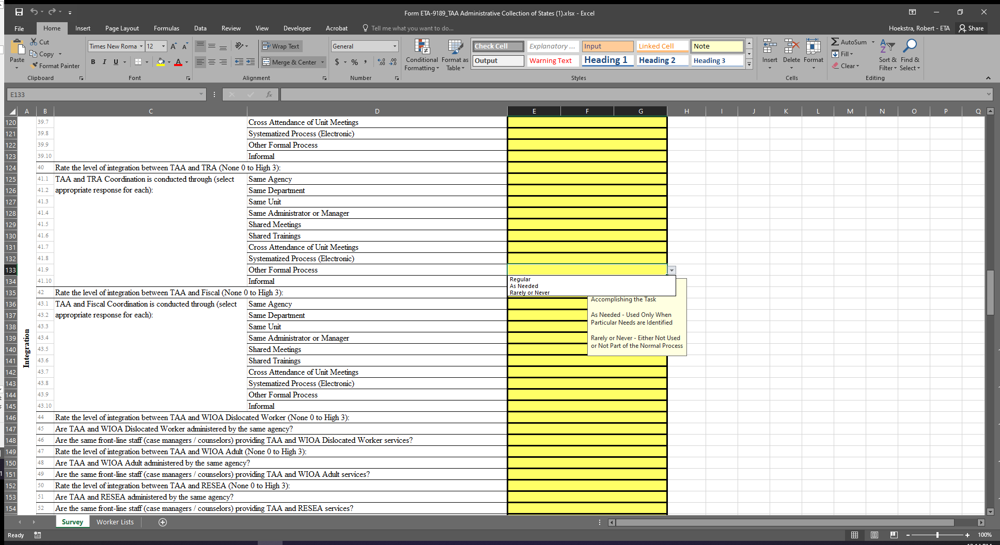 Form ETA-9189_TAA Administrative Collection of States (1).xlsx - Excel
File Home Insert Page Layout Formulas Data Review View Developer Acrobat Tell me what you want to do... Hoekstra, Robert - ETA Share
Paste
Cut
Copy
Format Painter
Clipboard
Times New Roma 12
B I U
Font
Wrap Text
Merge & Center
Alignment
General
$ % ,
Number
Conditional Formatting
Format as Table
Check Cell Explanatory ... Input Linked Cell Note
Output Warning Text Heading 1 Heading 2 Heading 3
Styles
Insert Delete Format
Cells
AutoSum
Fill
Clear
Sort & Filter
Find & Select
Editing
E133 fx
A B C D E F G H I J K L M N O P Q
120 39.7 Cross Attendance of Unit Meetings
121 39.8 Systematized Process (Electronic)
122 39.9 Other Formal Process
123 39.10 Informal
124 40 Rate the level of integration between TAA and TRA (None 0 to High 3):
125 41.1 TAA and TRA Coordination is conducted through (select Same Agency
126 41.2 appropriate response for each): Same Department
127 41.3 Same Unit
128 41.4 Same Administrator or Manager
129 41.5 Shared Meetings
130 41.6 Shared Trainings
131 41.7 Cross Attendance of Unit Meetings
132 41.8 Systematized Process (Electronic)
133 41.9 Other Formal Process
134 41.10 Informal
135 42 Rate the level of integration between TAA and Fiscal (None 0 to High 3):
136 43.1 TAA and Fiscal Coordination is conducted through (select Same Agency
137 43.2 appropriate response for each): Same Department
138 43.3 Same Unit
139 43.4 Same Administrator or Manager
140 43.5 Shared Meetings
141 43.6 Shared Trainings
142 43.7 Cross Attendance of Unit Meetings
143 43.8 Systematized Process (Electronic)
144 43.9 Other Formal Process
145 43.10 Informal
146 44 Rate the level of integration between TAA and WIOA Dislocated Worker (None 0 to High 3):
147 45 Are TAA and WIOA Dislocated Worker administered by the same agency?
148 46 Are the same front-line staff (case managers / counselors) providing TAA and WIOA Dislocated Worker services?
149 47 Rate the level of integration between TAA and WIOA Adult (None 0 to High 3):
150 48 Are TAA and WIOA Adult administered by the same agency?
151 49 Are the same front-line staff (case managers / counselors) providing TAA and WIOA Adult services?
152 50 Rate the level of integration between TAA and RESEA (None 0 to High 3):
153 51 Are TAA and RESEA administered by the same agency?
154 52 Are the same front-line staff (case managers / counselors) providing TAA and RESEA services?
Integration
Regular
As Needed
Rarely or Never
Accomplishing the Task
As Needed - Used Only When
Particular Needs are Identified
Rarely or Never - Either Not Used
or Not Part of the Normal Process
Survey Worker Lists
Ready 100%